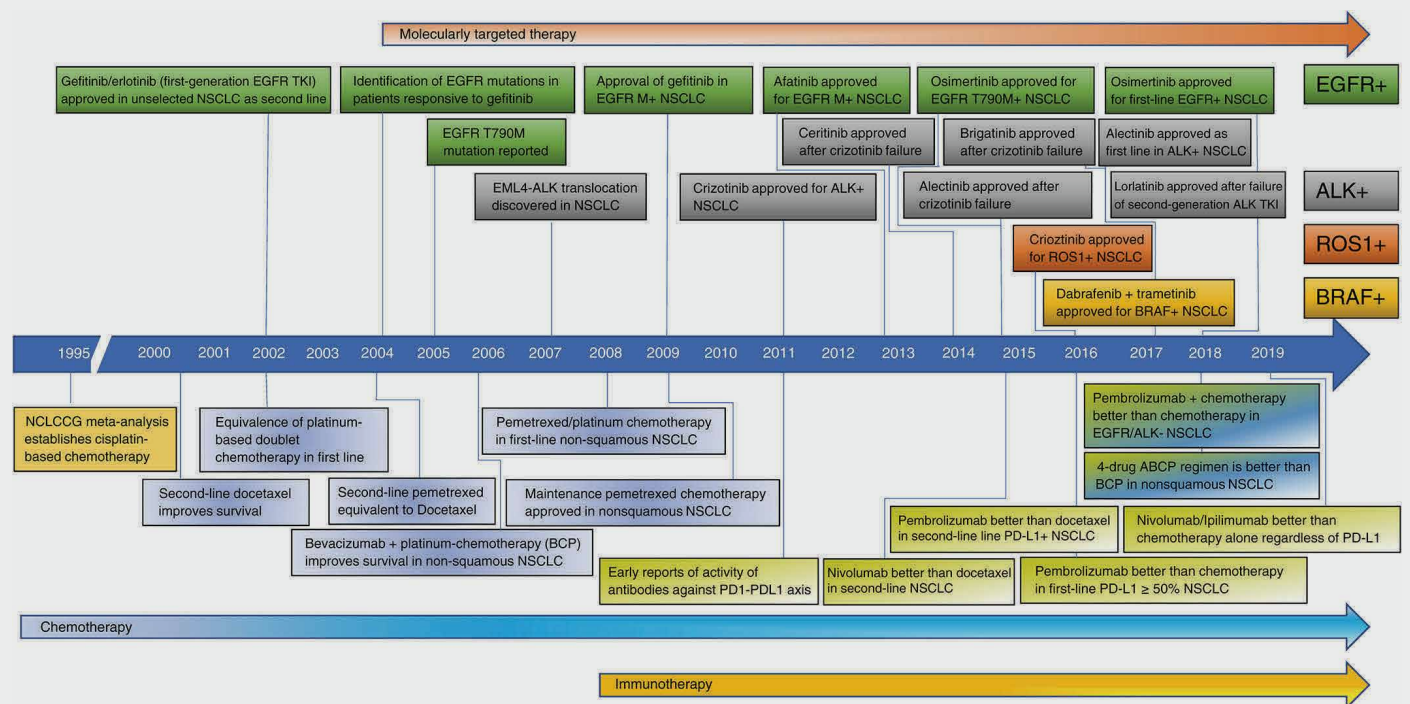 Molecularly targeted therapy
Gefitinib/erlotinib (first-generation EGFR TKI)
approved in unselected NSCLC as second line
Identification of EGFR mutations in
patients responsive to gefitinib
Approval of gefitinib in
EGFR M+ NSCLC
Afatinib approved
for EGFR M+ NSCLC
Osimertinib approved for
EGFR T790M+ NSCLC
Osimertinib approved
for first-line EGFR+ NSCLC
EGFR+
EGFR T790M
mutation reported
Ceritinib approved
after crizotinib failure
Brigatinib approved
after crizotinib failure
Alectinib approved as
first line in ALK+ NSCLC
EML4-ALK translocation
discovered in NSCLC
Crizotinib approved for ALK+
NSCLC
Alectinib approved after
crizotinib failure
Lorlatinib approved after failure
of second-generation ALK TKI
ALK+
Crioztinib approved
for ROS1+ NSCLC
ROS1+
Dabrafenib + trametinib
approved for BRAF+ NSCLC
BRAF+
1995 2000 2001 2002 2003 2004 2005 2006 2007 2008 2009 2010 2011 2012 2013 2014 2015 2016 2017 2018 2019
NCLCCG meta-analysis
establishes cisplatin-
based chemotherapy
Equivalence of platinum-
based doublet
chemotherapy in first line
Pemetrexed/platinum chemotherapy
in first-line non-squamous NSCLC
Pembrolizumab + chemotherapy
better than chemotherapy in
EGFR/ALK- NSCLC
4-drug ABCP regimen is better than
BCP in nonsquamous NSCLC
Second-line docetaxel
improves survival
Second-line pemetrexed
equivalent to Docetaxel
Maintenance pemetrexed chemotherapy
approved in nonsquamous NSCLC
Pembrolizumab better than docetaxel
in second-line line PD-L1+ NSCLC
Nivolumab/Ipilimumab better than
chemotherapy alone regardless of PD-L1
Bevacizumab + platinum-chemotherapy (BCP)
improves survival in non-squamous NSCLC
Early reports of activity of
antibodies against PD1-PDL1 axis
Nivolumab better than docetaxel
in second-line NSCLC
Pembrolizumab better than chemotherapy
in first-line PD-L1 ≥ 50% NSCLC
Chemotherapy
Immunotherapy